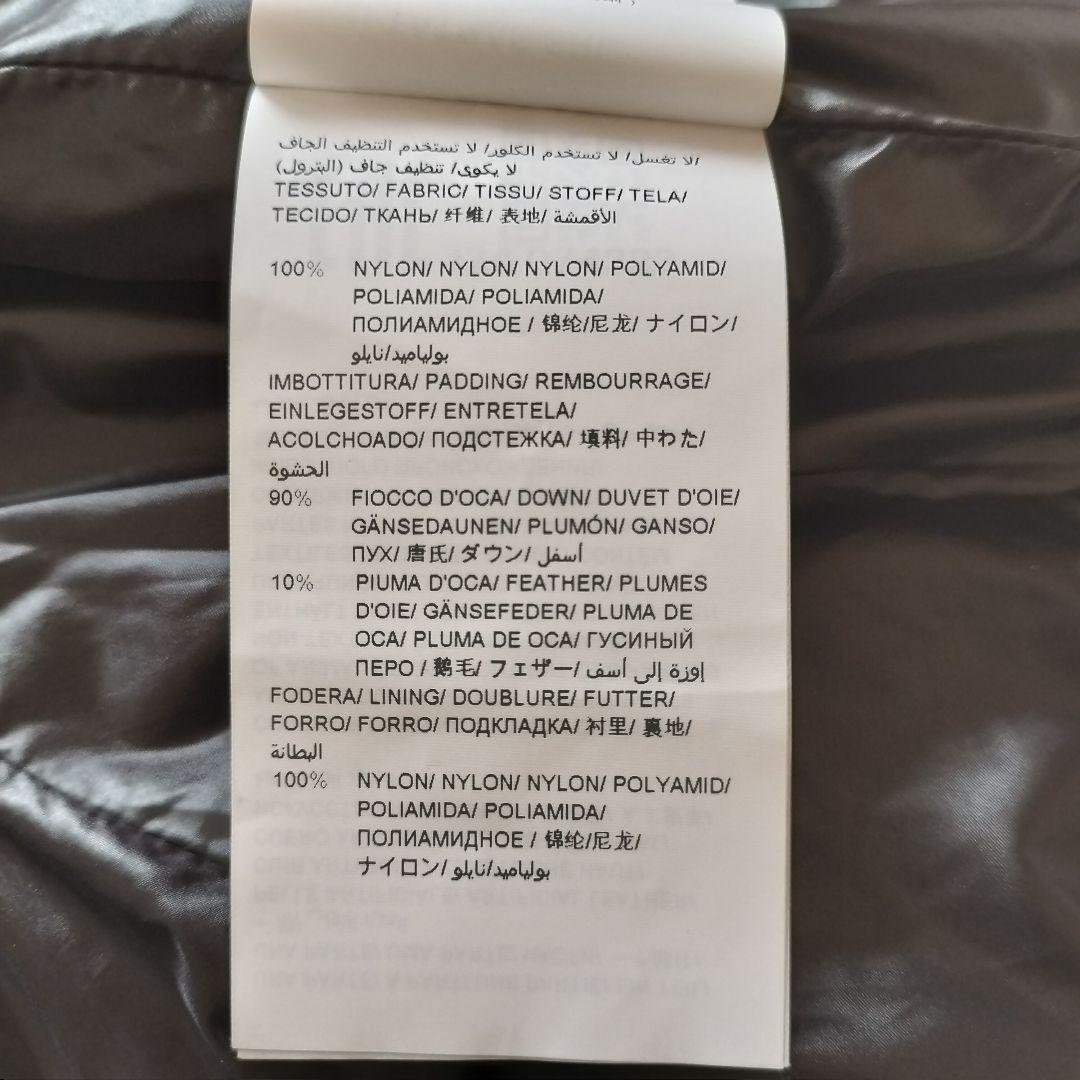 لا تغسل/ لا تستخدم الكلور/ لا تستخدم التنظيف الجاف/
لا يكوى/ تنظيف جاف (البترول)
TESSUTO/ FABRIC/ TISSU/ STOFF/ TELA/
TECIDO/ ТКАНЬ/ 纤维/ 表地/ الأقمشة
100% NYLON/ NYLON/ NYLON/ POLYAMID/
POLIAMIDA/ POLIAMIDA/
ПОЛИАМИДНОЕ / 锦纶/尼龙/ ナイロン/
بولياميد/نايلو
IMBOTTITURA/ PADDING/ REMBOURRAGE/
EINLEGESTOFF/ ENTRETELA/
ACOLCHOADO/ ПОДСТЕЖКА/ 填料/ 中わた/
الحشوة
90% FIOCCO D'OCA/ DOWN/ DUVET D'OIE/
GÄNSEDAUNEN/ PLUMÓN/ GANSO/
ПУХ/ 唐氏/ ダウン/ أسفل
10% PIUMA D'OCA/ FEATHER/ PLUMES
D'OIE/ GÄNSEFEDER/ PLUMA DE
OCA/ PLUMA DE OCA/ ГУСИНЫЙ
ПЕРО / 鹅毛/ フェザー/ إوزة إلى أسف
FODERA/ LINING/ DOUBLURE/ FUTTER/
FORRO/ FORRO/ ПОДКЛАДКА/ 衬里/ 裏地/
البطانة
100% NYLON/ NYLON/ NYLON/ POLYAMID/
POLIAMIDA/ POLIAMIDA/
ПОЛИАМИДНОЕ / 锦纶/尼龙/
ナイロン/ بولياميد/نايلو